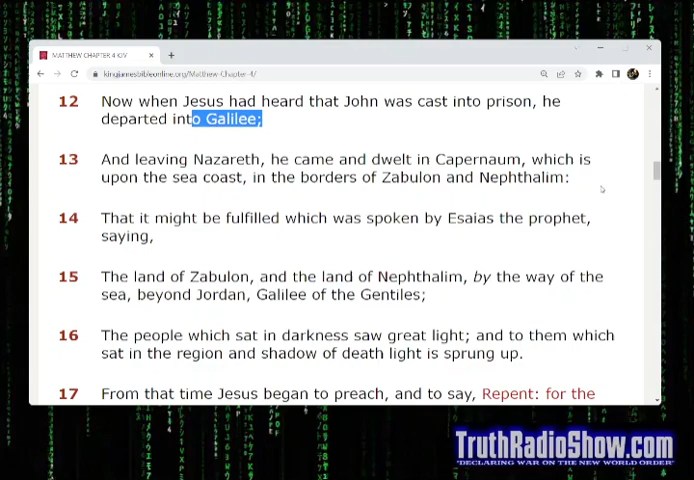 MATTHEW CHAPTER 4 KJV
kingjamesbibleonline.org/Matthew-Chapter-4/
12 Now when Jesus had heard that John was cast into prison, he
departed into Galilee;
13 And leaving Nazareth, he came and dwelt in Capernaum, which is
upon the sea coast, in the borders of Zabulon and Nephthalim:
14 That it might be fulfilled which was spoken by Esaias the prophet,
saying,
15 The land of Zabulon, and the land of Nephthalim, by the way of the
sea, beyond Jordan, Galilee of the Gentiles;
16 The people which sat in darkness saw great light; and to them which
sat in the region and shadow of death light is sprung up.
17 From that time Jesus began to preach, and to say, Repent: for the
TruthRadioShow.com
"DECLARING WAR ON THE NEW WORLD ORDER"